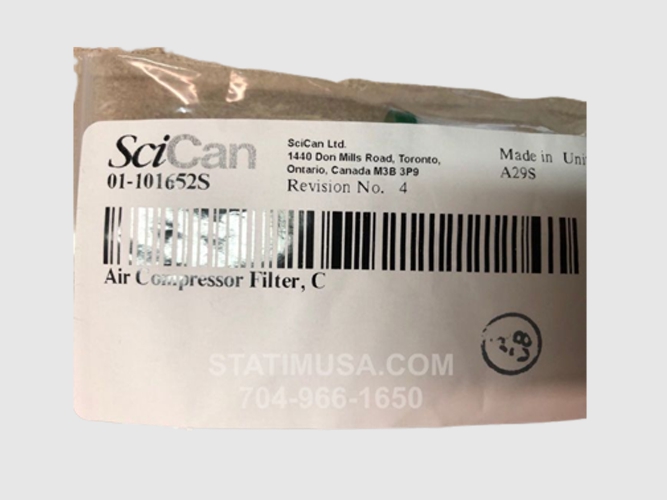 SciCan
01-101652S
SciCan Ltd.
1440 Don Mills Road, Toronto,
Ontario, Canada M3B 3P9
Revision No. 4
Made in
A29S
Air Compressor Filter, C
STATIMUSA.COM
704-966-1650